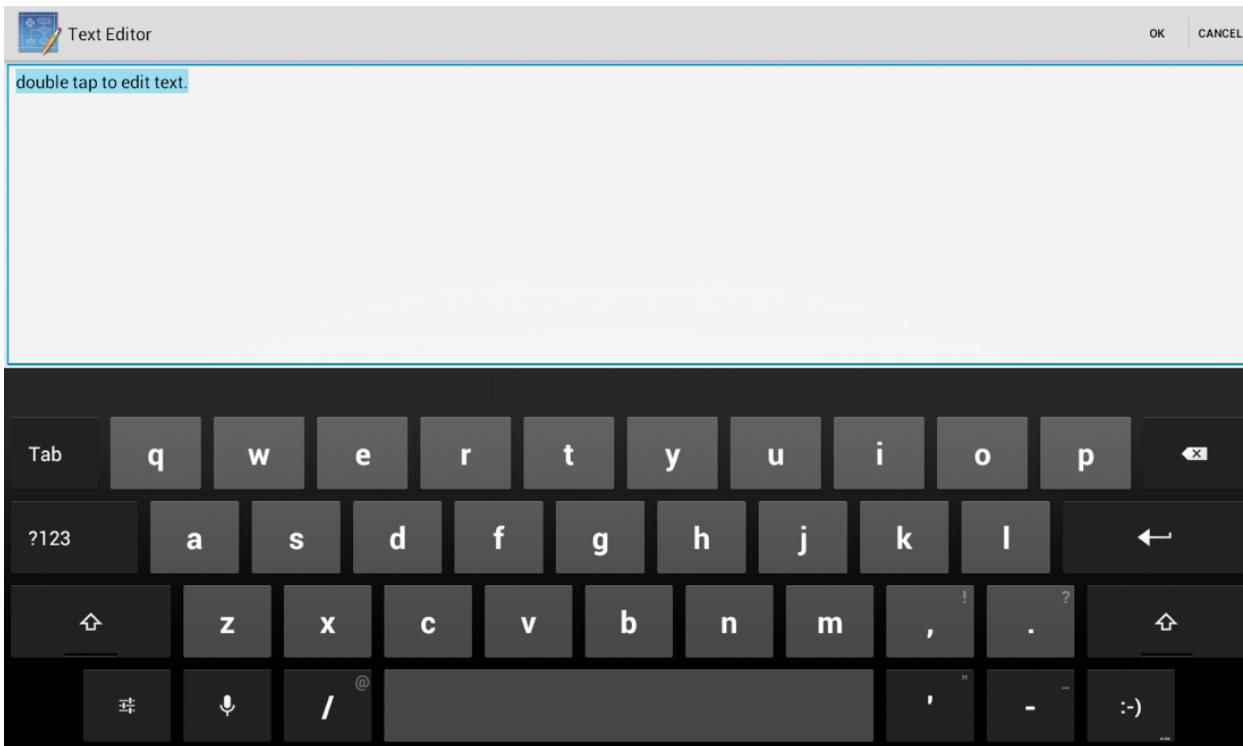 Text Editor
OK
CANCEL
double tap to edit text.
Tab q w e r t y u i o p
?123 a s d f g h j k l
z x c v b n m , ! . ?
/ @ ' " - _ :-) ...